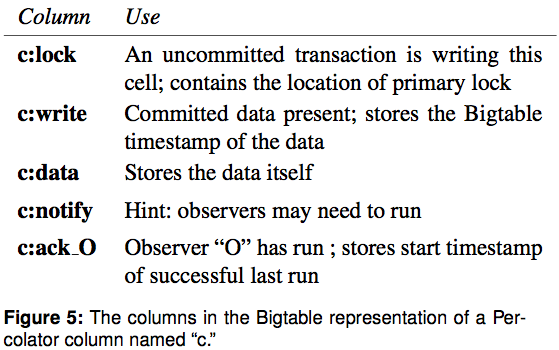 Column Use
c:lock An uncommitted transaction is writing this
cell; contains the location of primary lock
c:write Committed data present; stores the Bigtable
timestamp of the data
c:data Stores the data itself
c:notify Hint: observers may need to run
c:ack_O Observer “O” has run ; stores start timestamp
of successful last run
Figure 5: The columns in the Bigtable representation of a Per-
colator column named “c.”